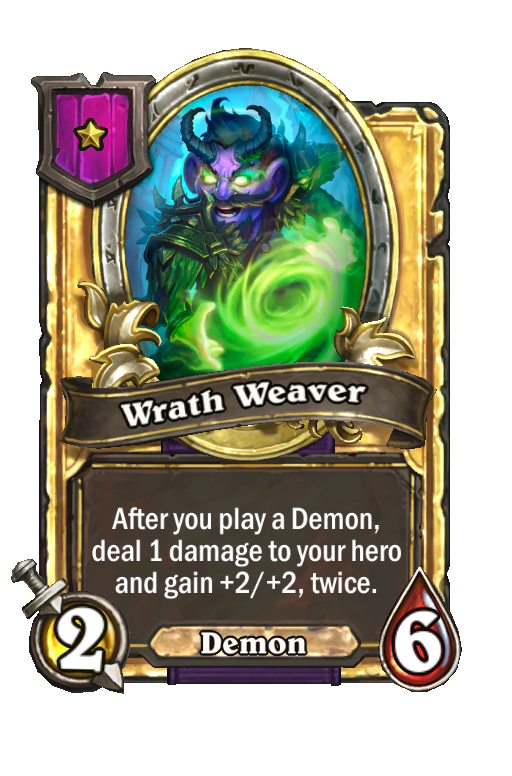 Wrath Weaver
After you play a Demon,
deal 1 damage to your hero
and gain +2/+2, twice.
2
Demon
6